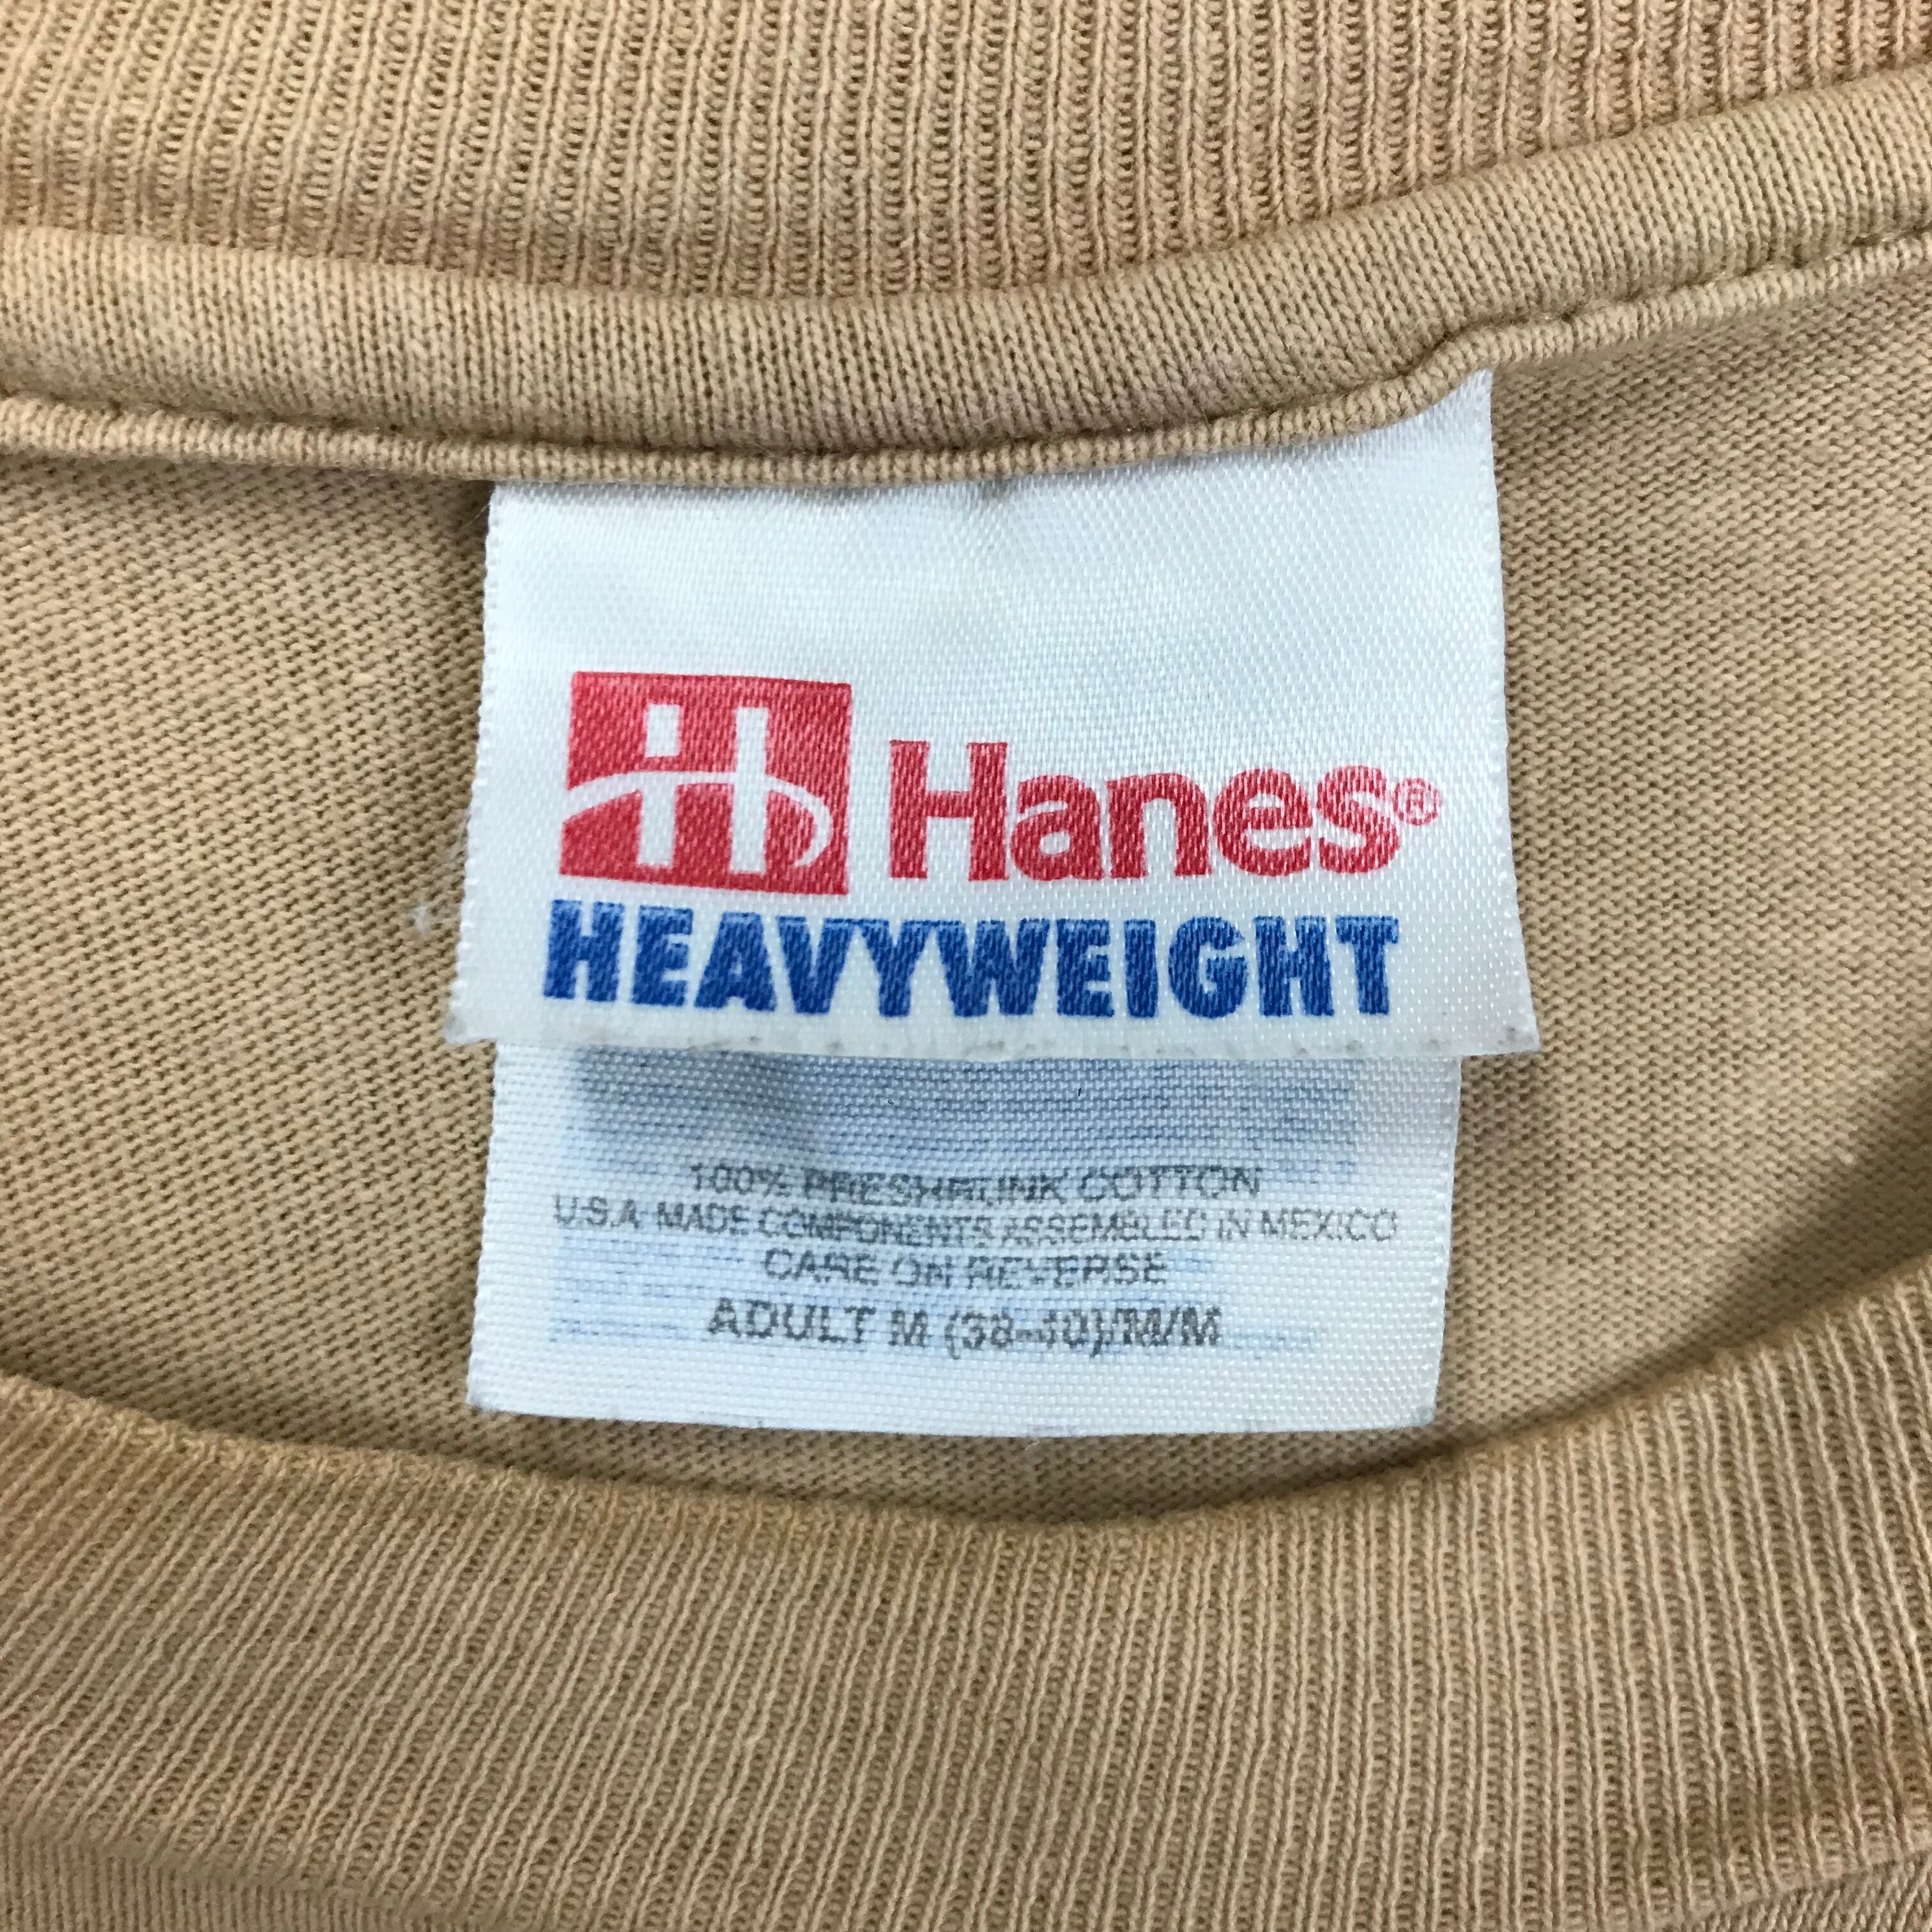 H Hanes®
HEAVYWEIGHT
100% PRESHRUNK COTTON
U.S.A. MADE COMPONENTS ASSEMBLED IN MEXICO
CARE ON REVERSE
ADULT M (38-40)/M/M